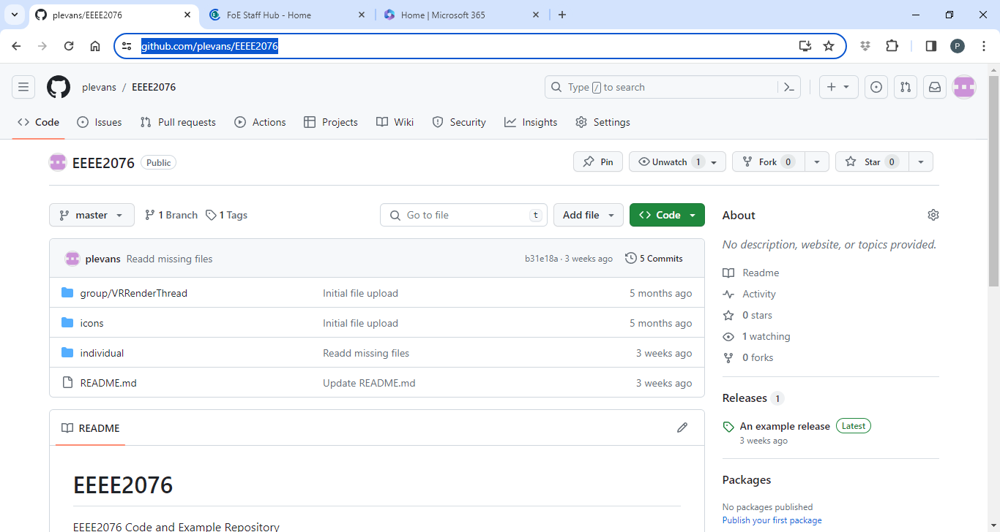 plevans/EEEE2076
FoE Staff Hub - Home
Home | Microsoft 365
github.com/plevans/EEEE2076
P
plevans / EEEE2076
Type / to search
Code Issues Pull requests Actions Projects Wiki Security Insights Settings
EEEE2076 Public
Pin Unwatch 1 Fork 0 Star 0
master 1 Branch 1 Tags Go to file t Add file Code
plevans Readd missing files b31e18a · 3 weeks ago 5 Commits
group/VRRenderThread Initial file upload 5 months ago
icons Initial file upload 5 months ago
individual Readd missing files 3 weeks ago
README.md Update README.md 3 weeks ago
README
EEEE2076
EEEE2076 Code and Example Repository
About
No description, website, or topics provided.
Readme
Activity
0 stars
1 watching
0 forks
Releases 1
An example release Latest
3 weeks ago
Packages
No packages published
Publish your first package